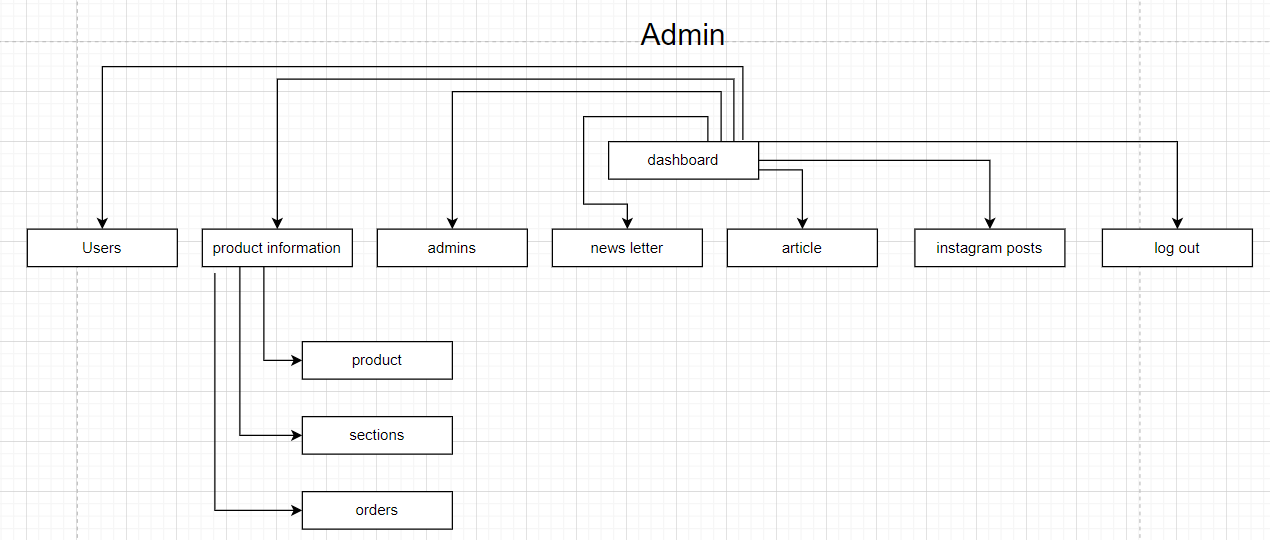 Admin
dashboard
Users
product information
admins
news letter
article
instagram posts
log out
product
sections
orders